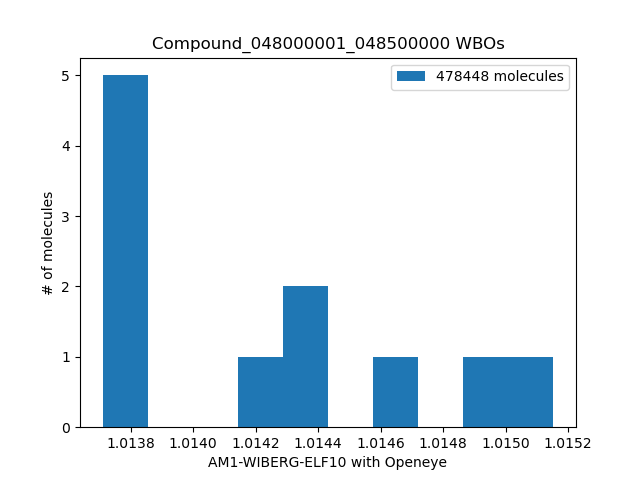 Compound_048000001_048500000 WBOs
478448 molecules
5
4
3
2
1
0
# of molecules
1.0138 1.0140 1.0142 1.0144 1.0146 1.0148 1.0150 1.0152
AM1-WIBERG-ELF10 with Openeye